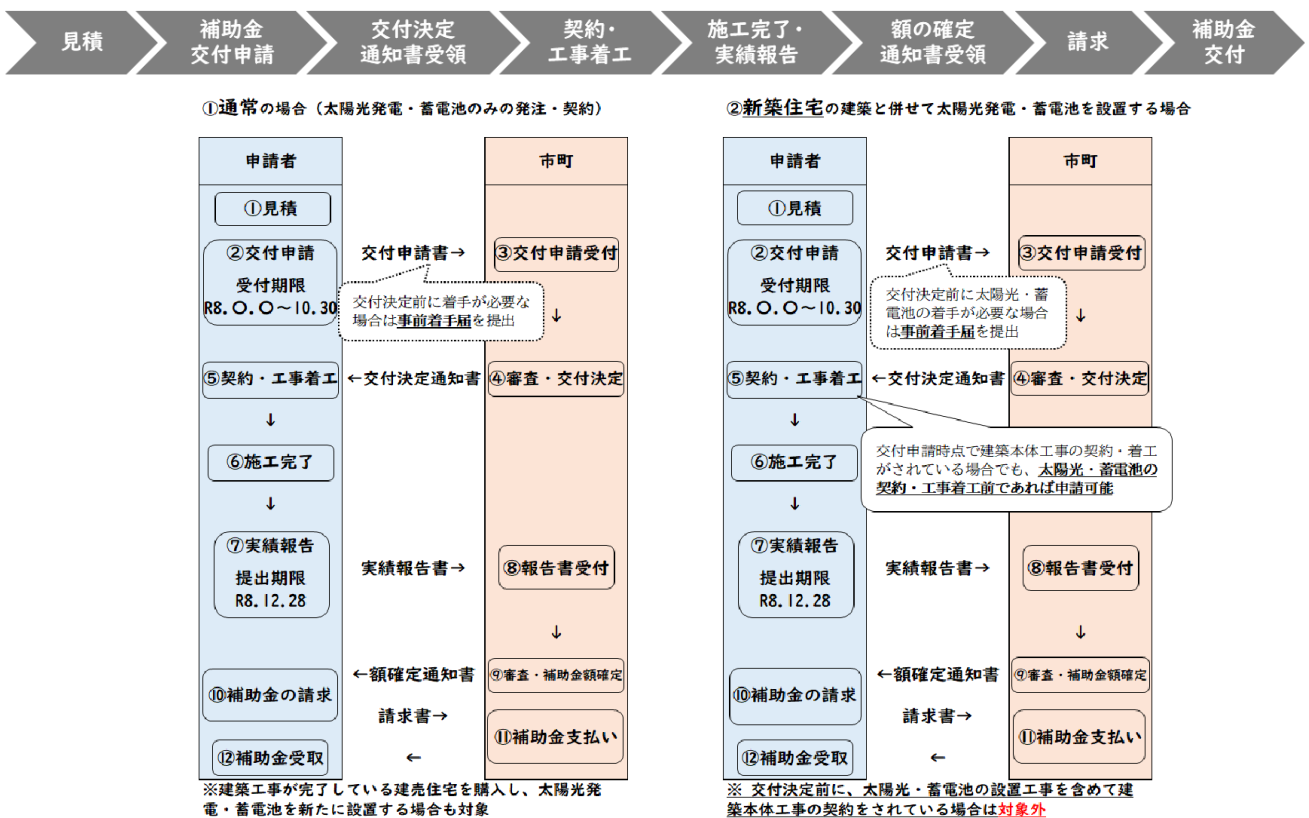 見積
補助金
交付申請
交付決定
通知書受領
契約・
工事着工
施工完了・
実績報告
額の確定
通知書受領
請求
補助金
交付
①通常の場合（太陽光発電・蓄電池のみの発注・契約）
申請者
市町
①見積
②交付申請
受付期限
R8.〇.〇～10.30
交付申請書→
③交付申請受付
交付決定前に着手が必要な
場合は事前着手届を提出
↓
⑤契約・工事着工
←交付決定通知書
④審査・交付決定
↓
⑥施工完了
↓
⑦実績報告
提出期限
R8.12.28
実績報告書→
⑧報告書受付
↓
←額確定通知書
⑨審査・補助金額確定
⑩補助金の請求
請求書→
⑪補助金支払い
⑫補助金受取
←
※建築工事が完了している建売住宅を購入し、太陽光発
電・蓄電池を新たに設置する場合も対象
②新築住宅の建築と併せて太陽光発電・蓄電池を設置する場合
申請者
市町
①見積
②交付申請
受付期限
R8.〇.〇～10.30
交付申請書→
③交付申請受付
交付決定前に太陽光・蓄
電池の着手が必要な場合
は事前着手届を提出
↓
⑤契約・工事着工
←交付決定通知書
④審査・交付決定
↓
交付申請時点で建築本体工事の契約・着工
がされている場合でも、太陽光・蓄電池の
契約・工事着工前であれば申請可能
⑥施工完了
↓
⑦実績報告
提出期限
R8.12.28
実績報告書→
⑧報告書受付
↓
←額確定通知書
⑨審査・補助金額確定
⑩補助金の請求
請求書→
⑪補助金支払い
⑫補助金受取
←
※ 交付決定前に、太陽光・蓄電池の設置工事を含めて建
築本体工事の契約をされている場合は対象外